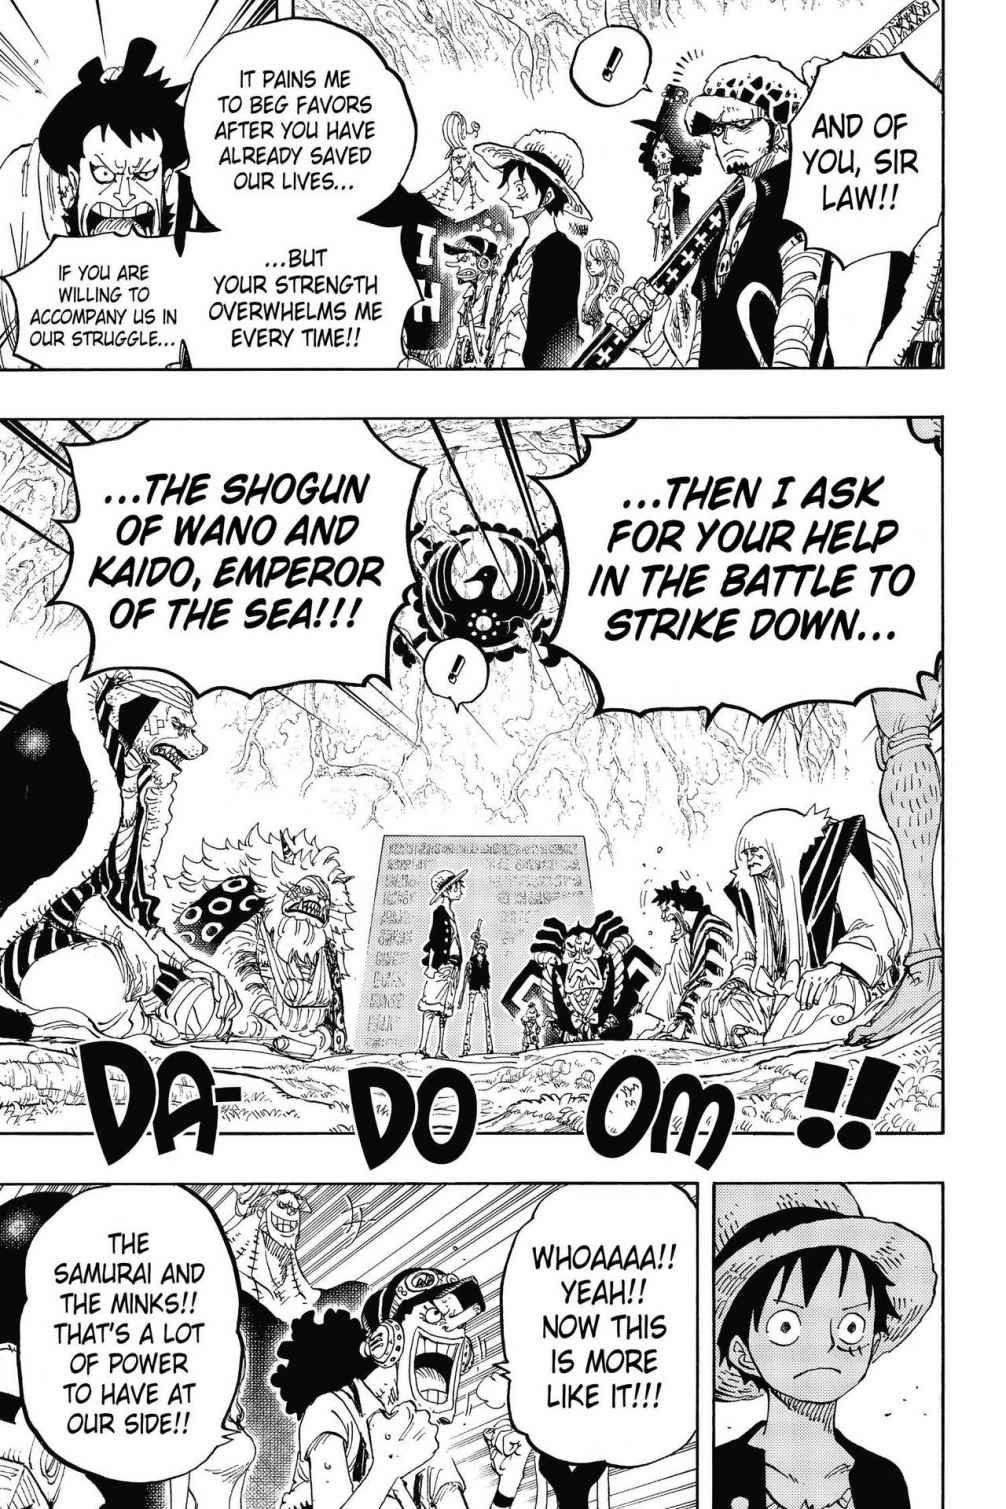 AND OF
YOU, SIR
LAW!!
!
IT PAINS ME
TO BEG FAVORS
AFTER YOU HAVE
ALREADY SAVED
OUR LIVES...
...BUT
YOUR STRENGTH
OVERWHELMS ME
EVERY TIME!!
IF YOU ARE
WILLING TO
ACCOMPANY US IN
OUR STRUGGLE...
...THEN I ASK
FOR YOUR HELP
IN THE BATTLE TO
STRIKE DOWN...
...THE SHOGUN
OF WANO AND
KAIDO, EMPEROR
OF THE SEA!!!
!
DA-DOOM!!
WHOAAAA!!
YEAH!!
NOW THIS
IS MORE
LIKE IT!!!
THE
SAMURAI AND
THE MINKS!!
THAT'S A LOT
OF POWER
TO HAVE AT
OUR SIDE!!